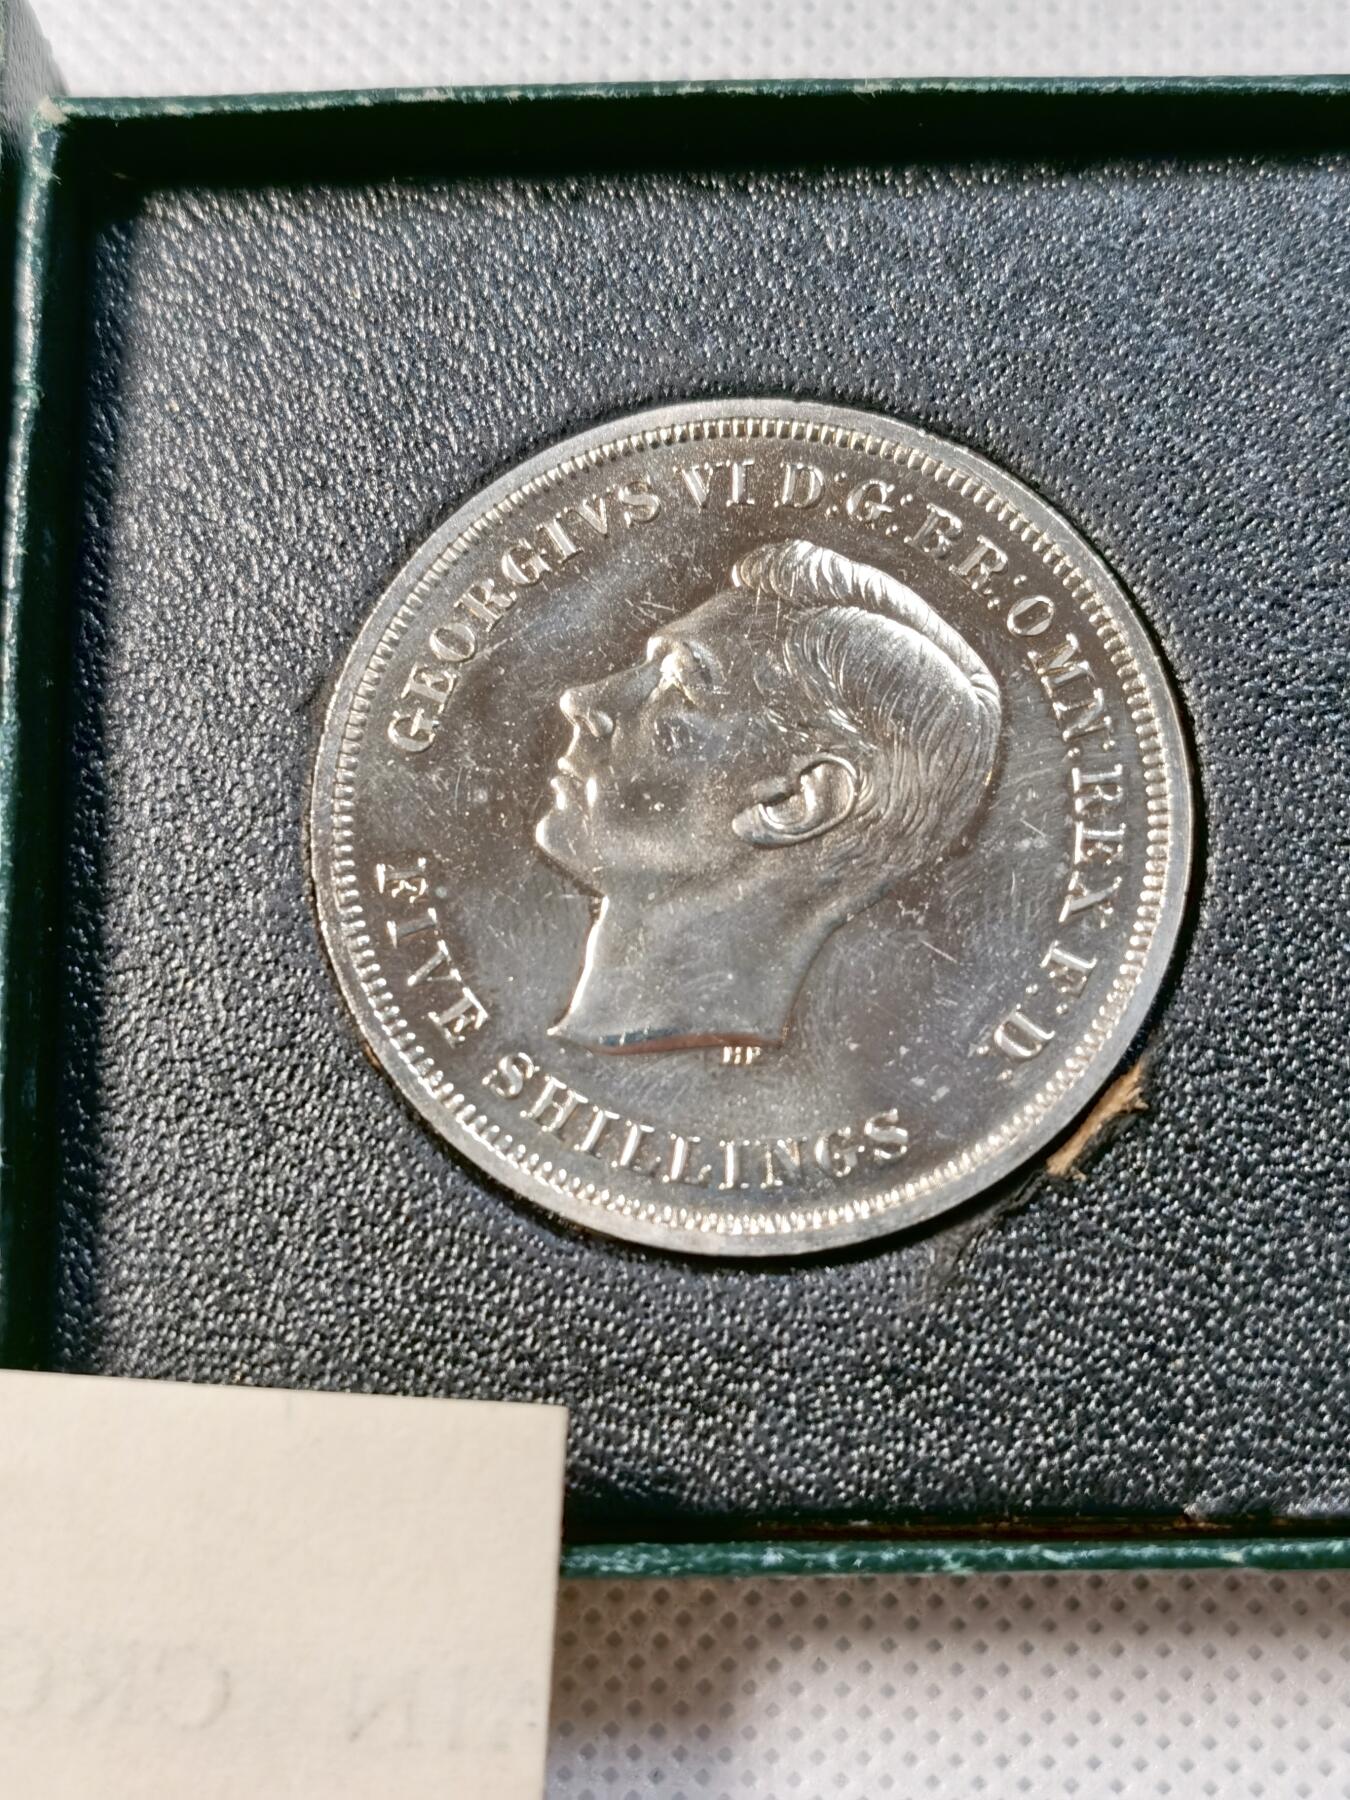 GEORGIVS VI D:G:BR:OMN:REX F:D:
FIVE SHILLINGS
HP